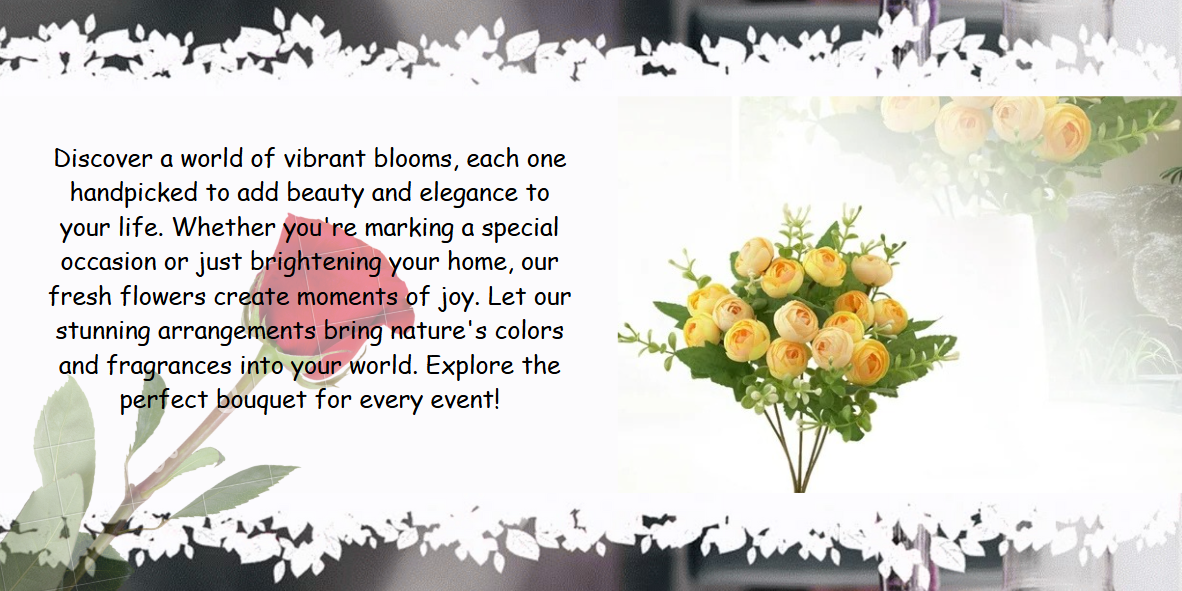 Discover a world of vibrant blooms, each one
handpicked to add beauty and elegance to
your life. Whether you're marking a special
occasion or just brightening your home, our
fresh flowers create moments of joy. Let our
stunning arrangements bring nature's colors
and fragrances into your world. Explore the
perfect bouquet for every event!